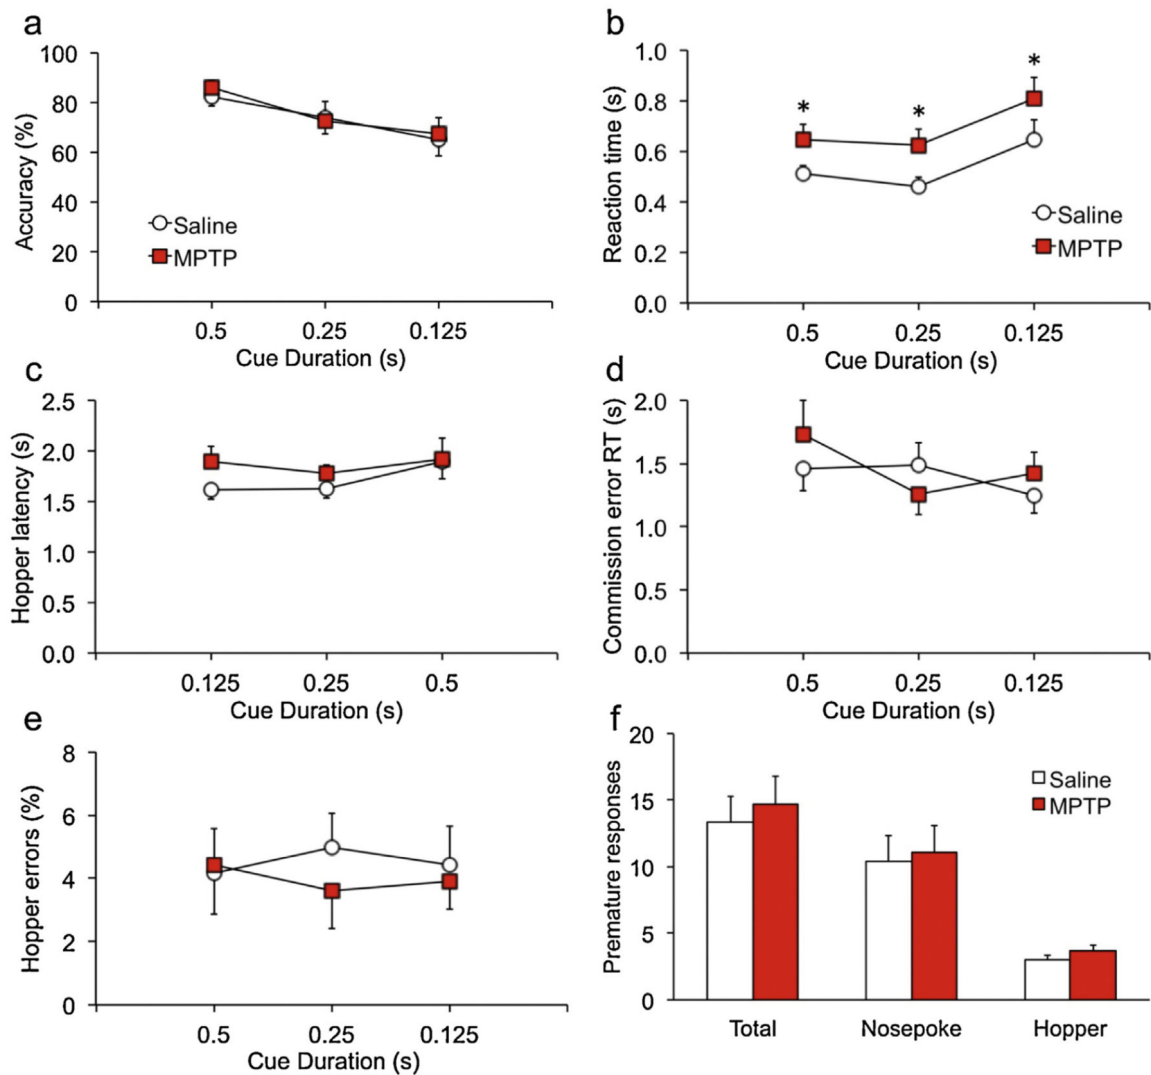 a
100
80
60
40
20
0
Accuracy (%)
Saline
MPTP
0.5 0.25 0.125
Cue Duration (s)
b
1.0
0.8
0.6
0.4
0.2
0.0
Reaction time (s)
* * *
Saline
MPTP
0.5 0.25 0.125
Cue Duration (s)
c
2.5
2.0
1.5
1.0
0.5
0.0
Hopper latency (s)
0.125 0.25 0.5
Cue Duration (s)
d
2.0
1.5
1.0
0.5
0.0
Commission error RT (s)
0.5 0.25 0.125
Cue Duration (s)
e
8
6
4
2
0
Hopper errors (%)
0.5 0.25 0.125
Cue Duration (s)
f
20
15
10
5
0
Premature responses
Saline
MPTP
Total Nosepoke Hopper